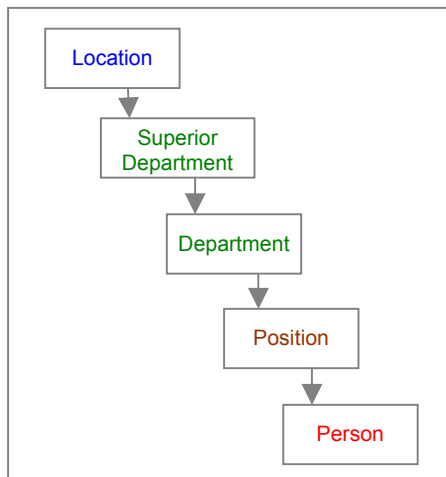 Location
Superior
Department
Department
Position
Person